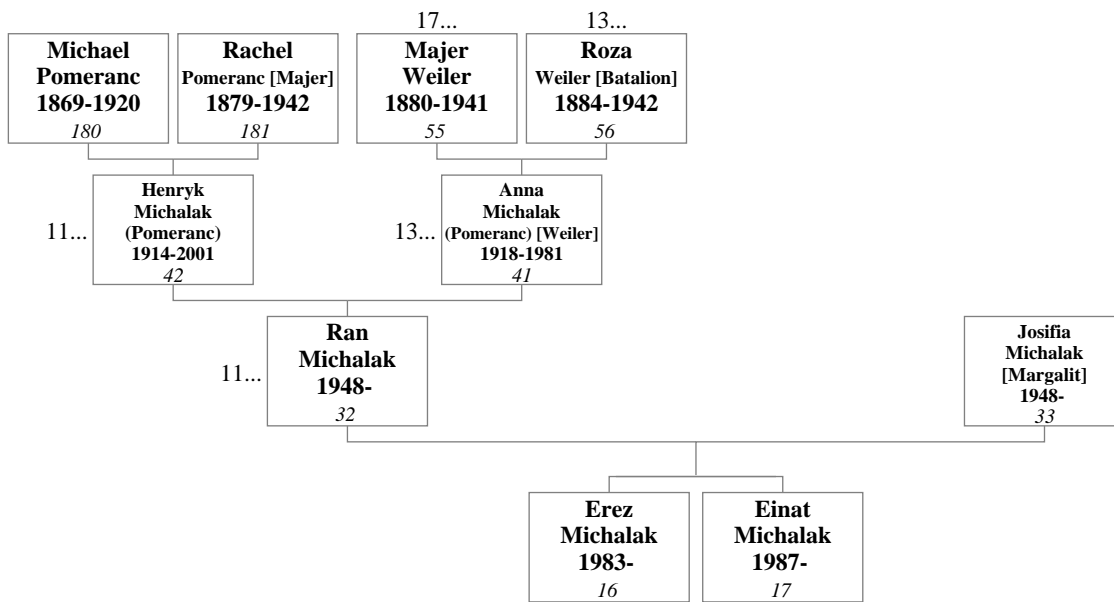 17...
13...
Michael
Pomeranc
1869-1920
180
Rachel
Pomeranc [Majer]
1879-1942
181
Majer
Weiler
1880-1941
55
Roza
Weiler [Batalion]
1884-1942
56
11...
Henryk
Michalak
(Pomeranc)
1914-2001
42
13...
Anna
Michalak
(Pomeranc) [Weiler]
1918-1981
41
11...
Ran
Michalak
1948-
32
Josifia
Michalak
[Margalit]
1948-
33
Erez
Michalak
1983-
16
Einat
Michalak
1987-
17